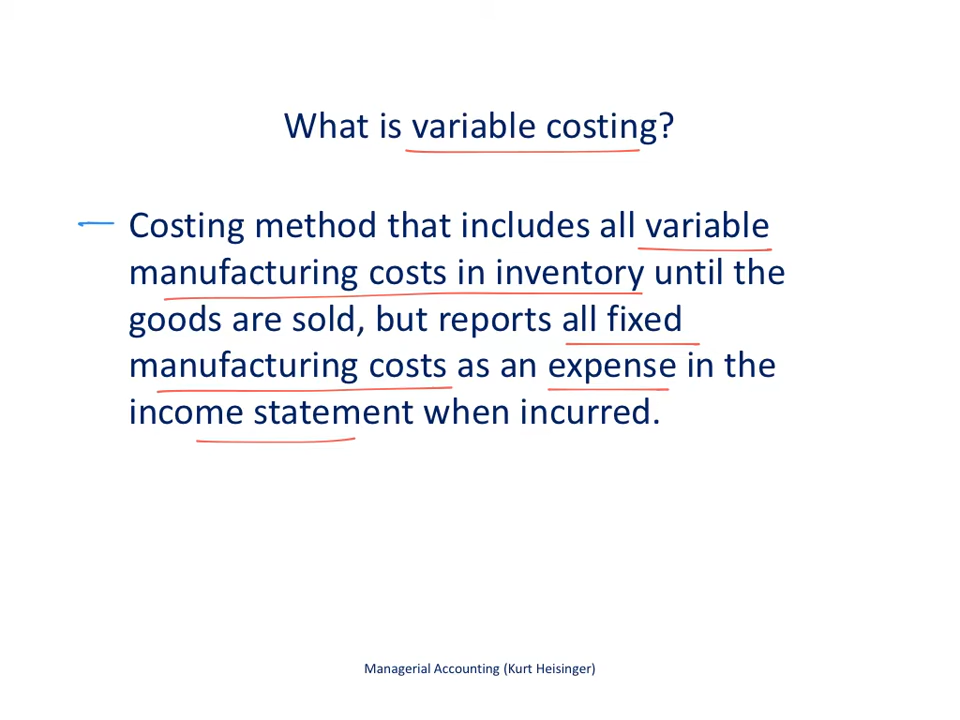 What is variable costing?
Costing method that includes all variable
manufacturing costs in inventory until the
goods are sold, but reports all fixed
manufacturing costs as an expense in the
income statement when incurred.
Managerial Accounting (Kurt Heisinger)